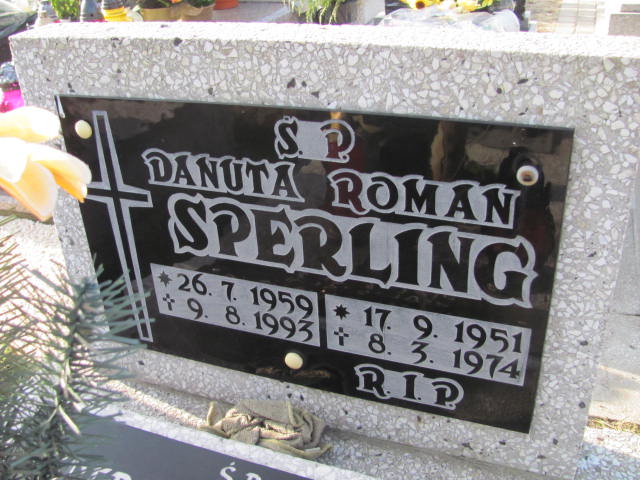 Ś. P.
DANUTA ROMAN
SPERLING
* 26. 7. 1959 * 17. 9. 1951
✝ 9. 8. 1993 ✝ 8. 3. 1974
R.I.P.